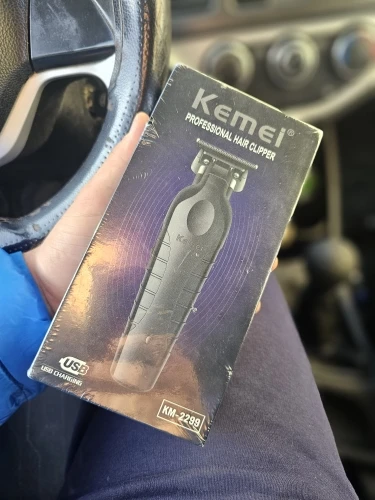 Kemei®
PROFESSIONAL HAIR CLIPPER
USB
USB CHARGING
KM-2299